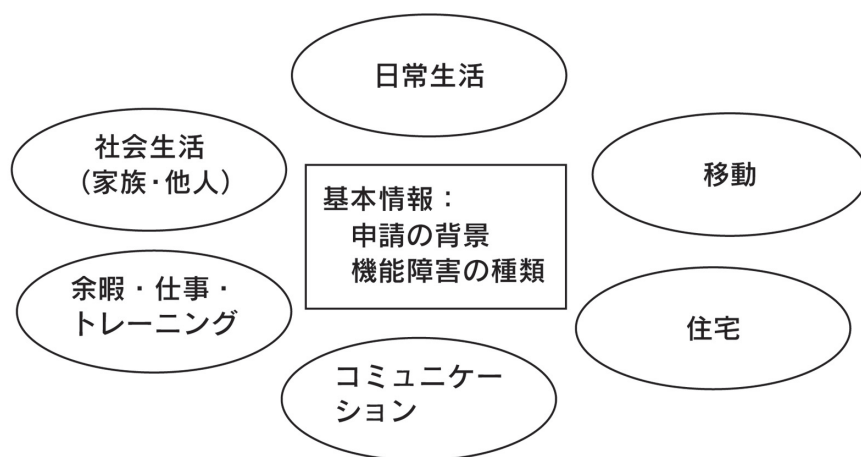 日常生活
社会生活
（家族・他人）
移動
基本情報：
申請の背景
機能障害の種類
余暇・仕事・
トレーニング
住宅
コミュニケー
ション